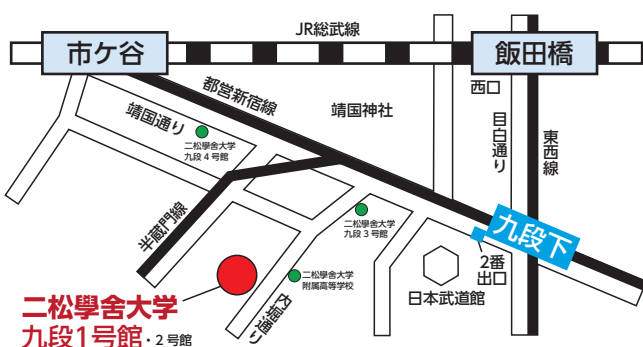 JR総武線
市ケ谷
飯田橋
西口
都営新宿線
靖国神社
靖国通り
目白通り
東西線
二松學舍大学
九段4号館
半蔵門線
二松學舍大学
九段3号館
九段下
2番
出口
二松學舍大学
附属高等学校
内堀通り
日本武道館
二松學舍大学
九段1号館・2号館